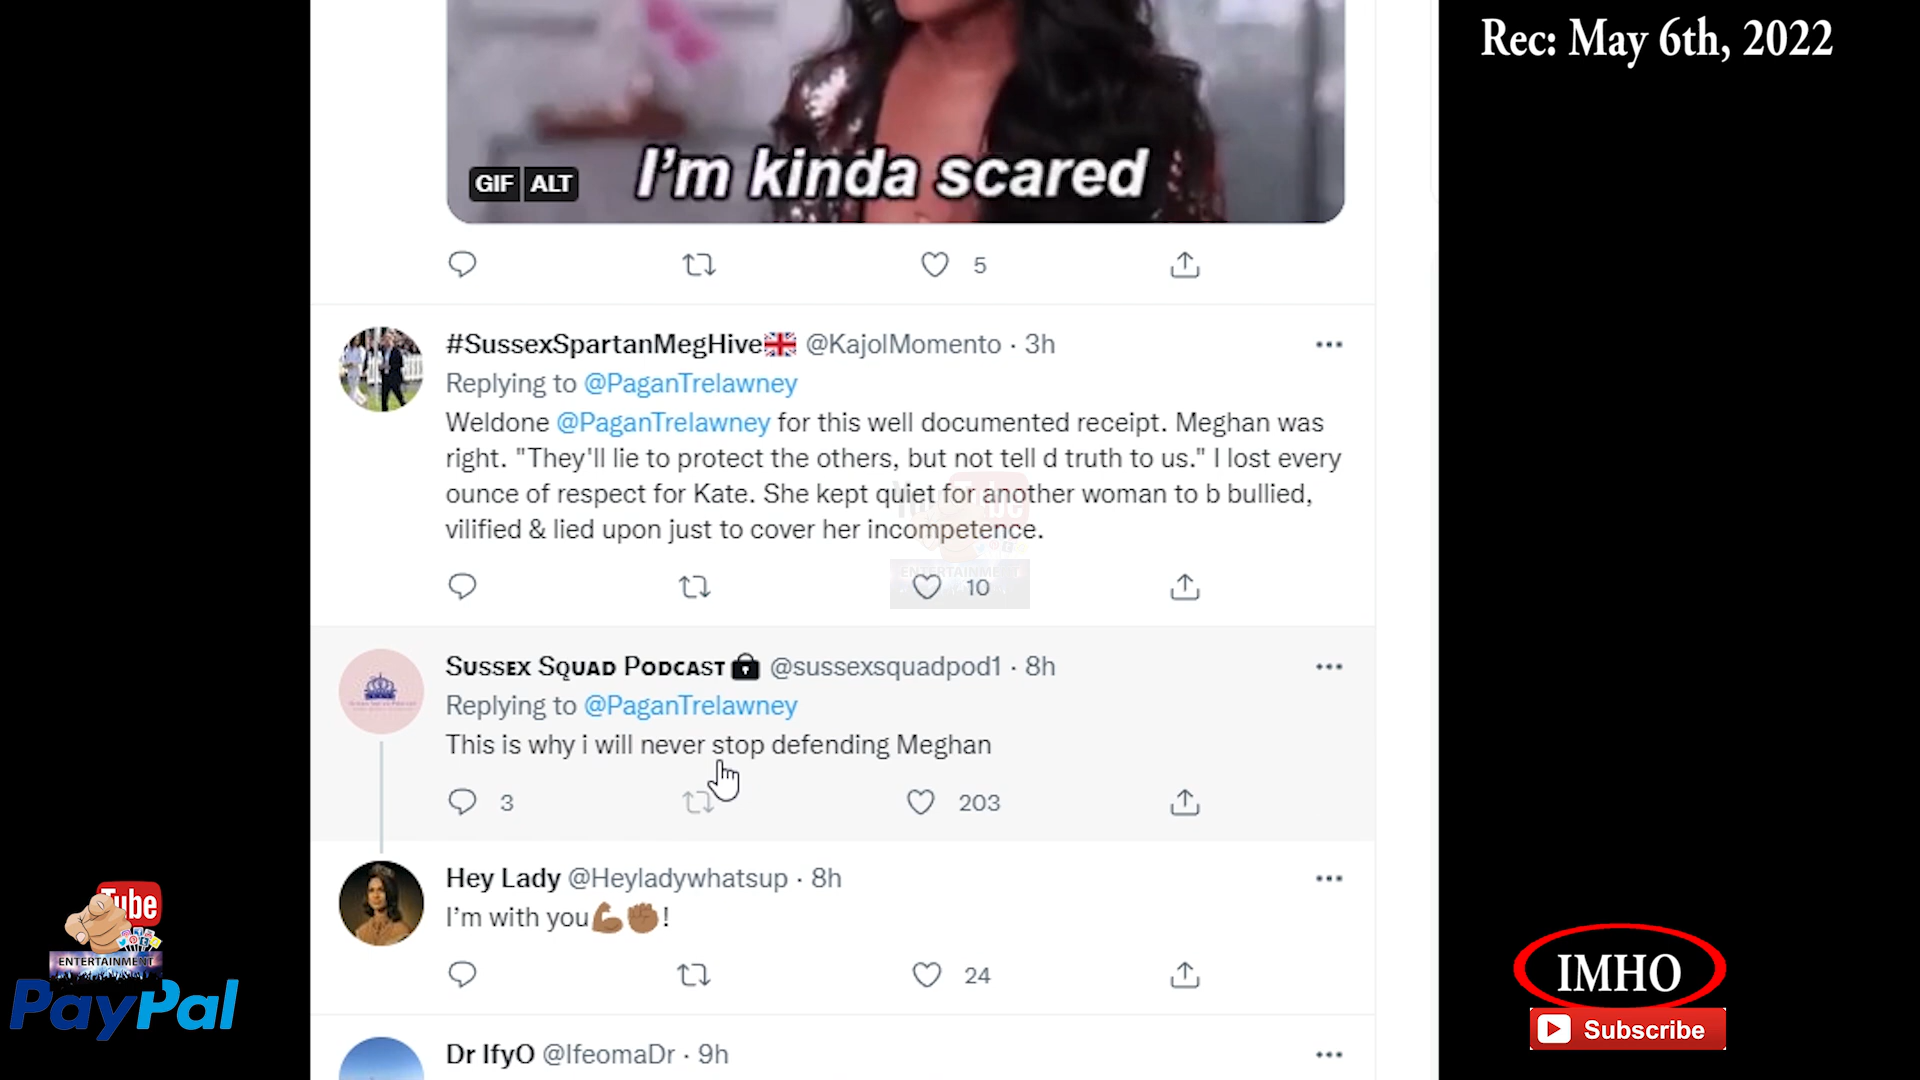 Rec: May 6th, 2022
I'm kinda scared
GIF ALT
5
#SussexSpartanMegHive🇬🇧 @KajolMomento · 3h
Replying to @PaganTrelawney
Weldone @PaganTrelawney for this well documented receipt. Meghan was
right. "They'll lie to protect the others, but not tell d truth to us." I lost every
ounce of respect for Kate. She kept quiet for another woman to b bullied,
vilified & lied upon just to cover her incompetence.
ENTERTAINMENT
10
Sussex Squad Podcast @sussexsquadpod1 · 8h
Replying to @PaganTrelawney
This is why i will never stop defending Meghan
3 203
Hey Lady @Heyladywhatsup · 8h
I'm with you💪🏾✊🏾!
24
Dr IfyO @IfeomaDr · 9h
Tube
ENTERTAINMENT
PayPal
IMHO
Subscribe